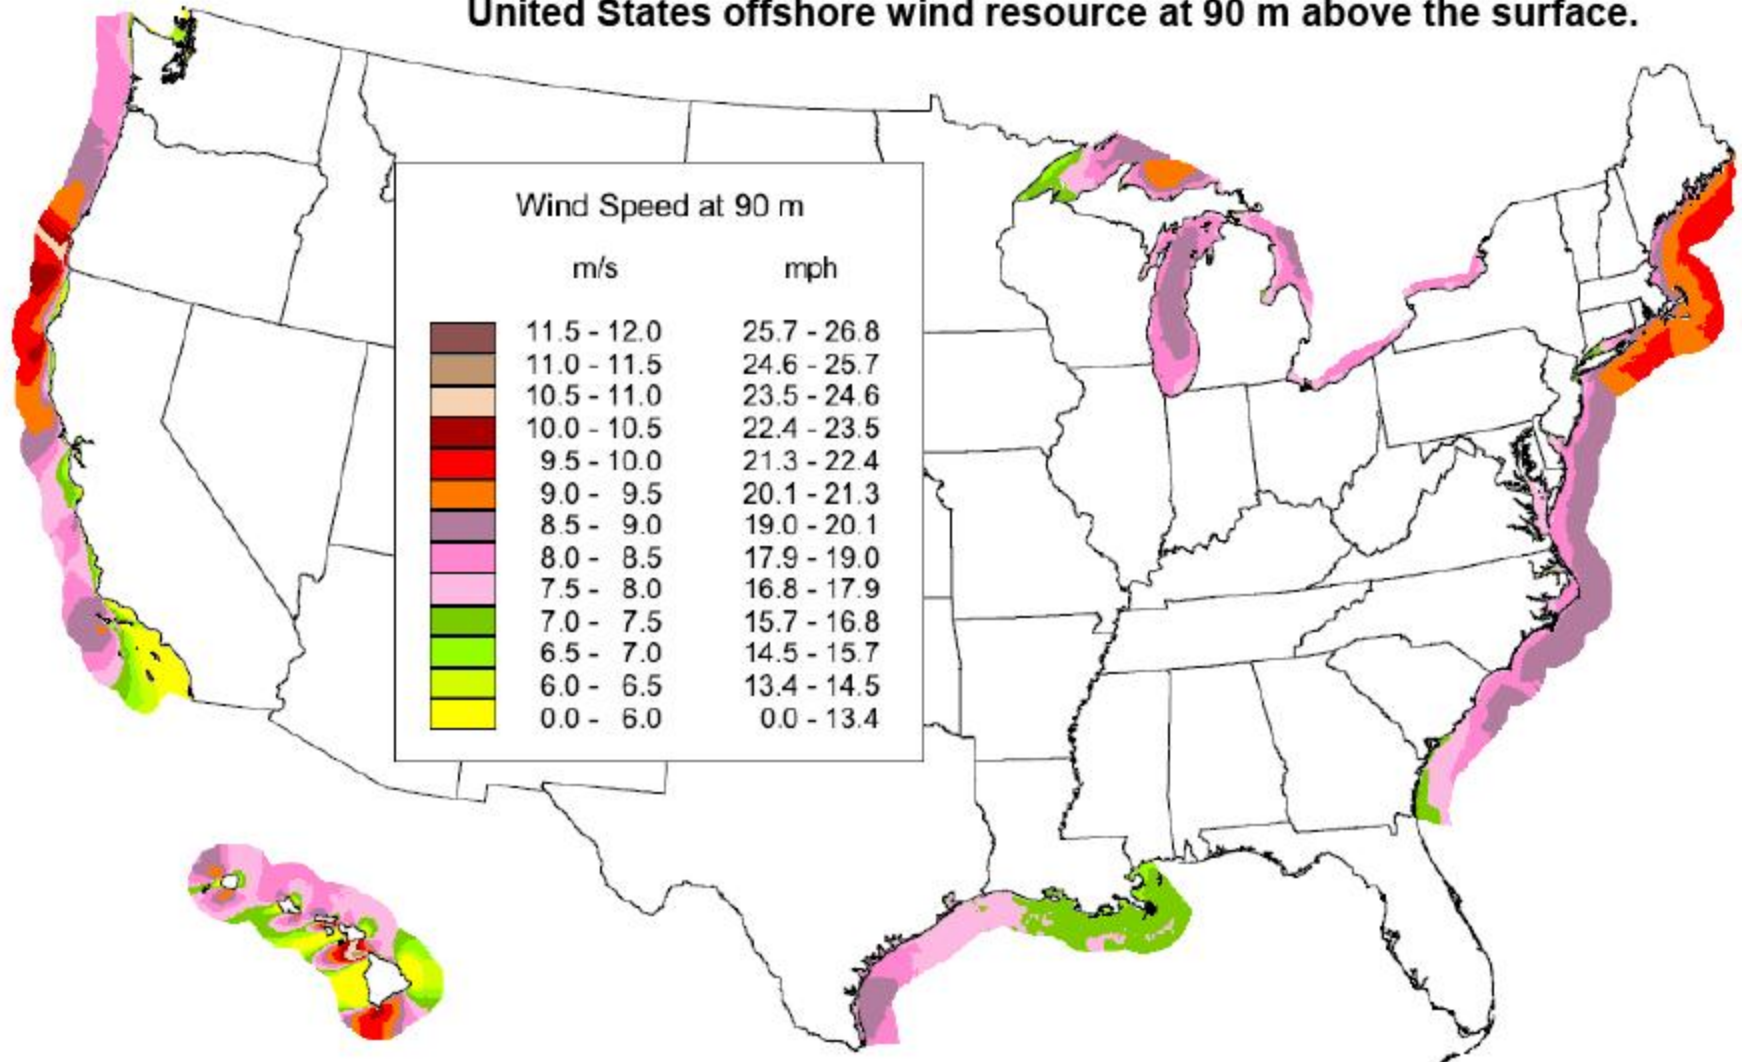 United States offshore wind resource at 90 m above the surface.
Wind Speed at 90 m
m/s mph
11.5 - 12.0 25.7 - 26.8
11.0 - 11.5 24.6 - 25.7
10.5 - 11.0 23.5 - 24.6
10.0 - 10.5 22.4 - 23.5
9.5 - 10.0 21.3 - 22.4
9.0 - 9.5 20.1 - 21.3
8.5 - 9.0 19.0 - 20.1
8.0 - 8.5 17.9 - 19.0
7.5 - 8.0 16.8 - 17.9
7.0 - 7.5 15.7 - 16.8
6.5 - 7.0 14.5 - 15.7
6.0 - 6.5 13.4 - 14.5
0.0 - 6.0 0.0 - 13.4